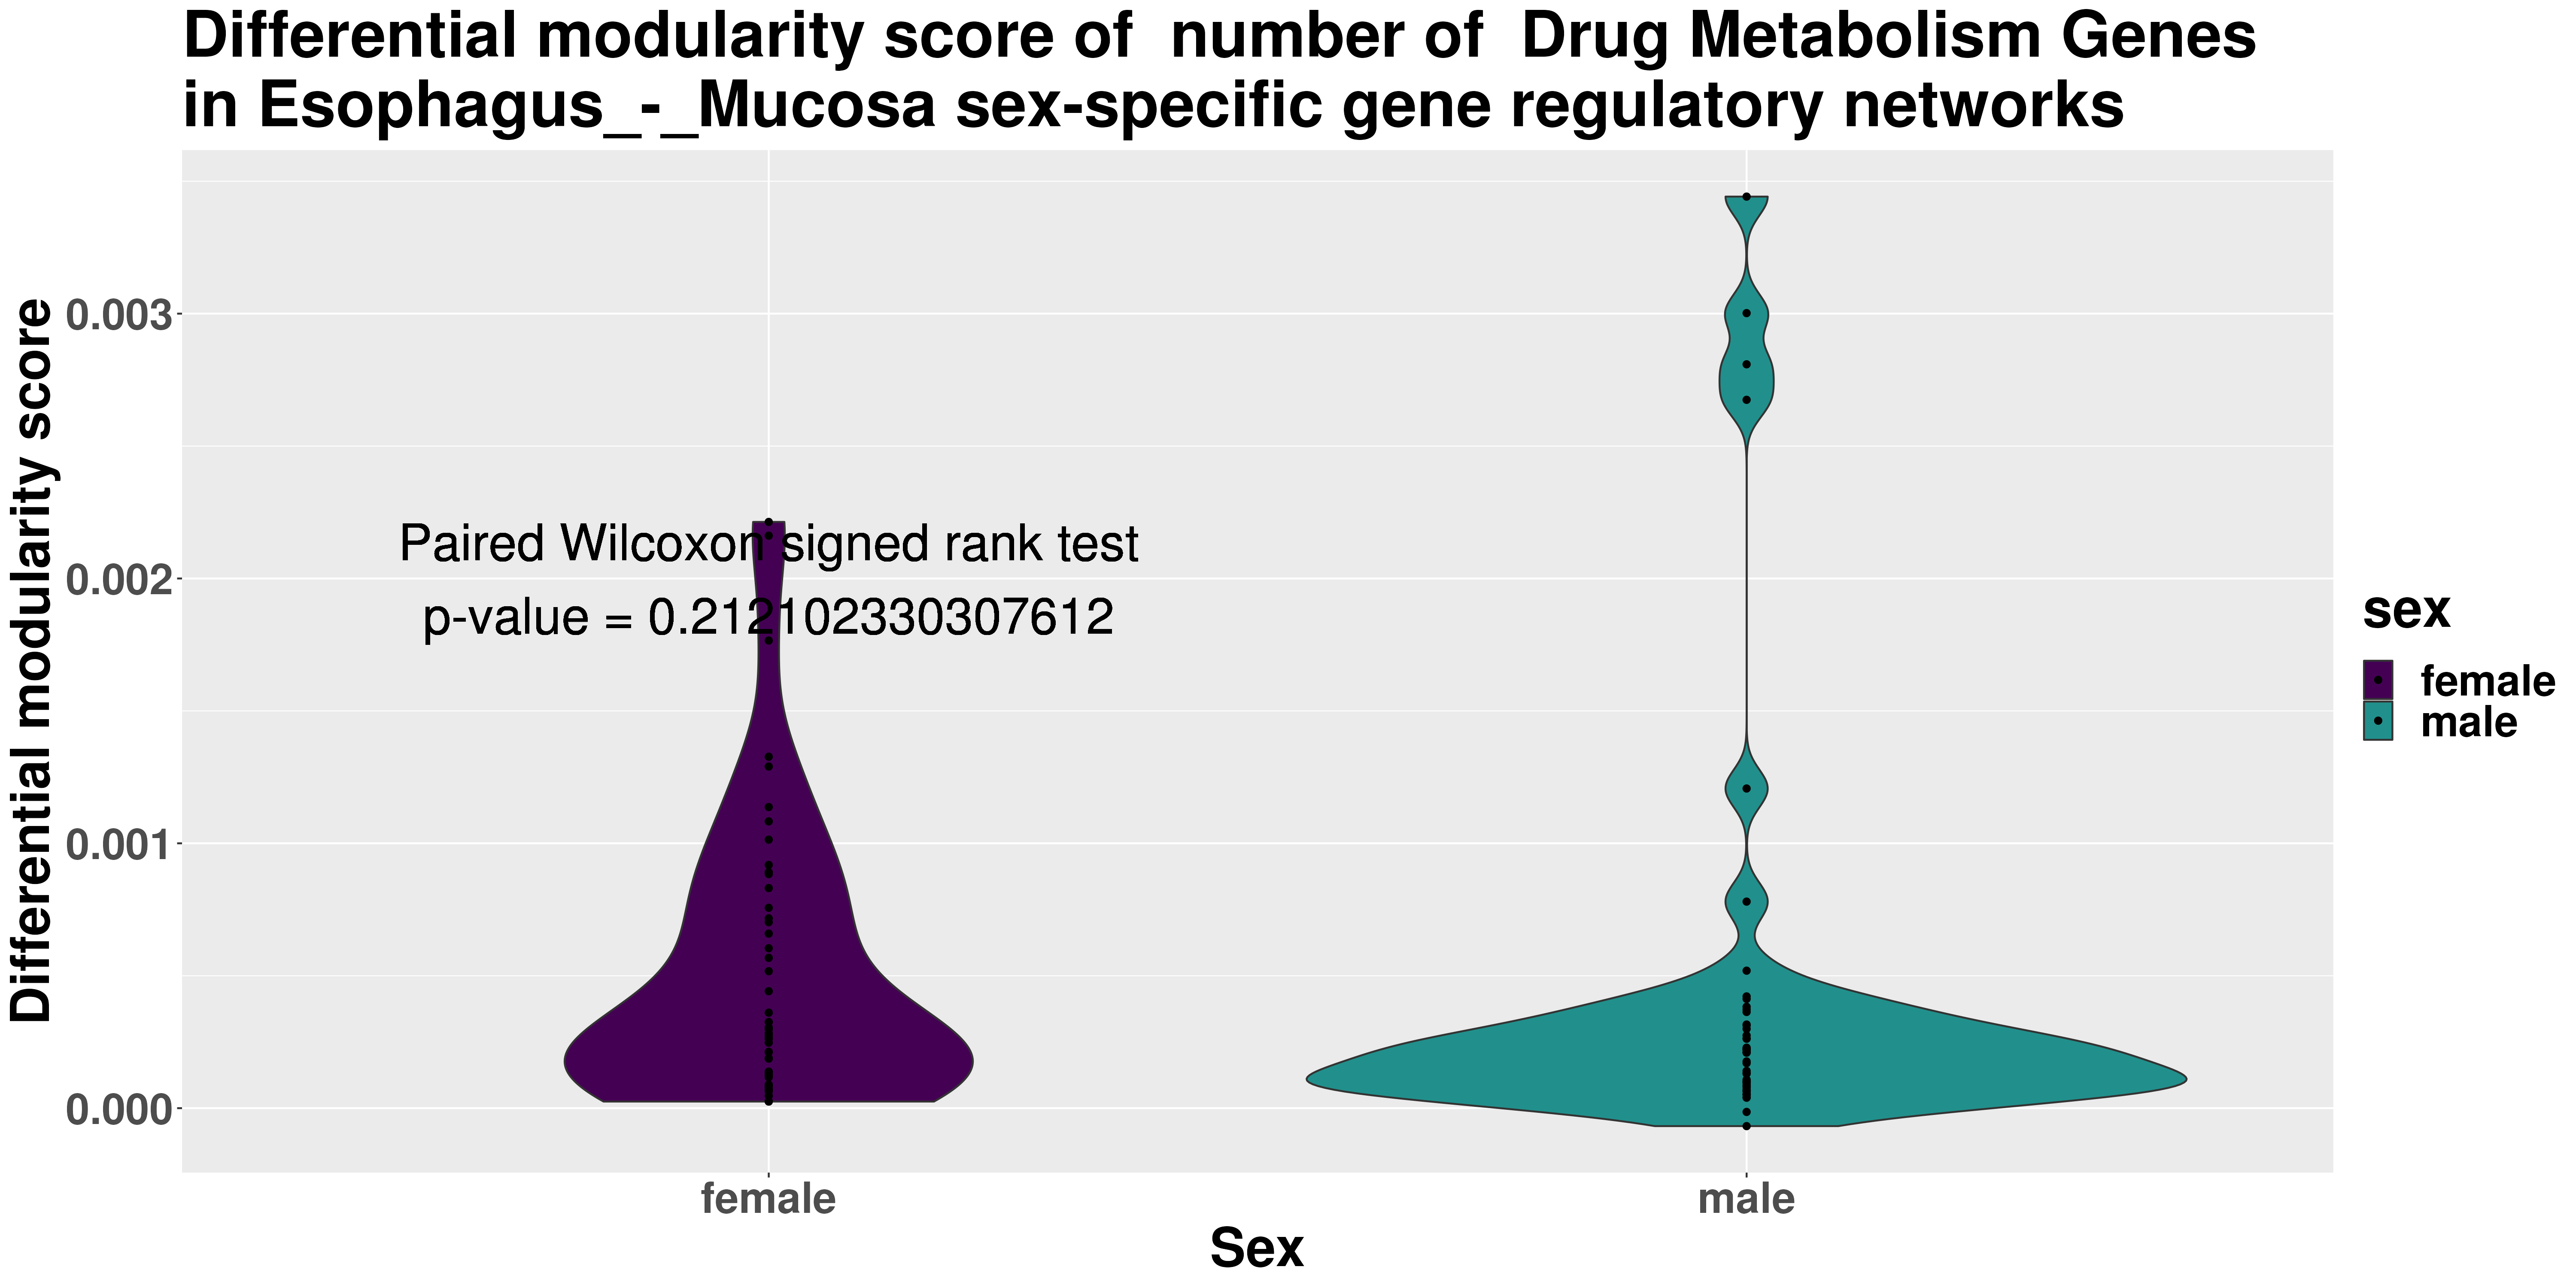 Differential modularity score of  number of  Drug Metabolism Genes
in Esophagus_-_Mucosa sex-specific gene regulatory networks
Differential modularity score
0.003
0.002
0.001
0.000
Paired Wilcoxon signed rank test
p-value = 0.212102330307612
female
male
Sex
sex
female
male